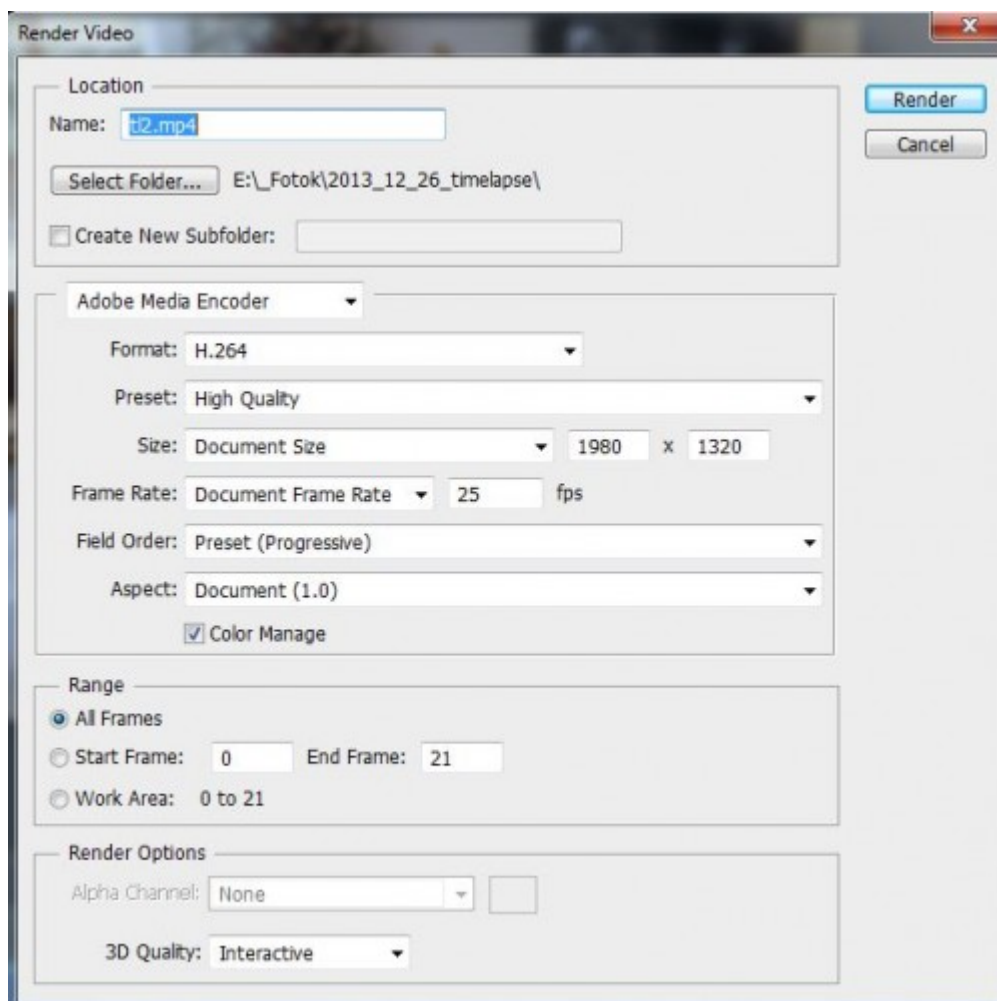 Render Video
Location
Name: tl2.mp4
Render
Cancel
Select Folder... E:\_Fotok\2013_12_26_timelapse\
Create New Subfolder:
Adobe Media Encoder
Format: H.264
Preset: High Quality
Size: Document Size 1980 x 1320
Frame Rate: Document Frame Rate 25 fps
Field Order: Preset (Progressive)
Aspect: Document (1.0)
Color Manage
Range
All Frames
Start Frame: 0 End Frame: 21
Work Area: 0 to 21
Render Options
Alpha Channel: None
3D Quality: Interactive